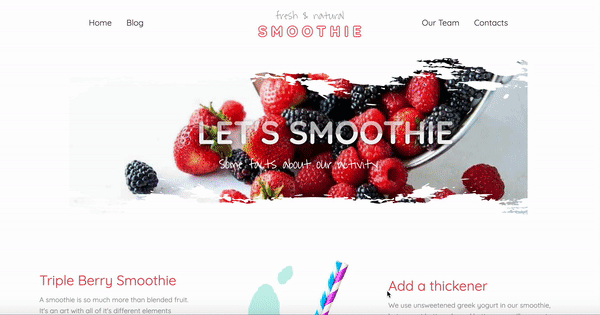 Home
Blog
fresh & natural
SMOOTHIE
Our Team
Contacts
LET'S SMOOTHIE
Some facts about our activity
Triple Berry Smoothie
A smoothie is so much more than blended fruit.
It's an art with all of it's different elements
Add a thickener
We use unsweetened greek yogurt in our smoothie,